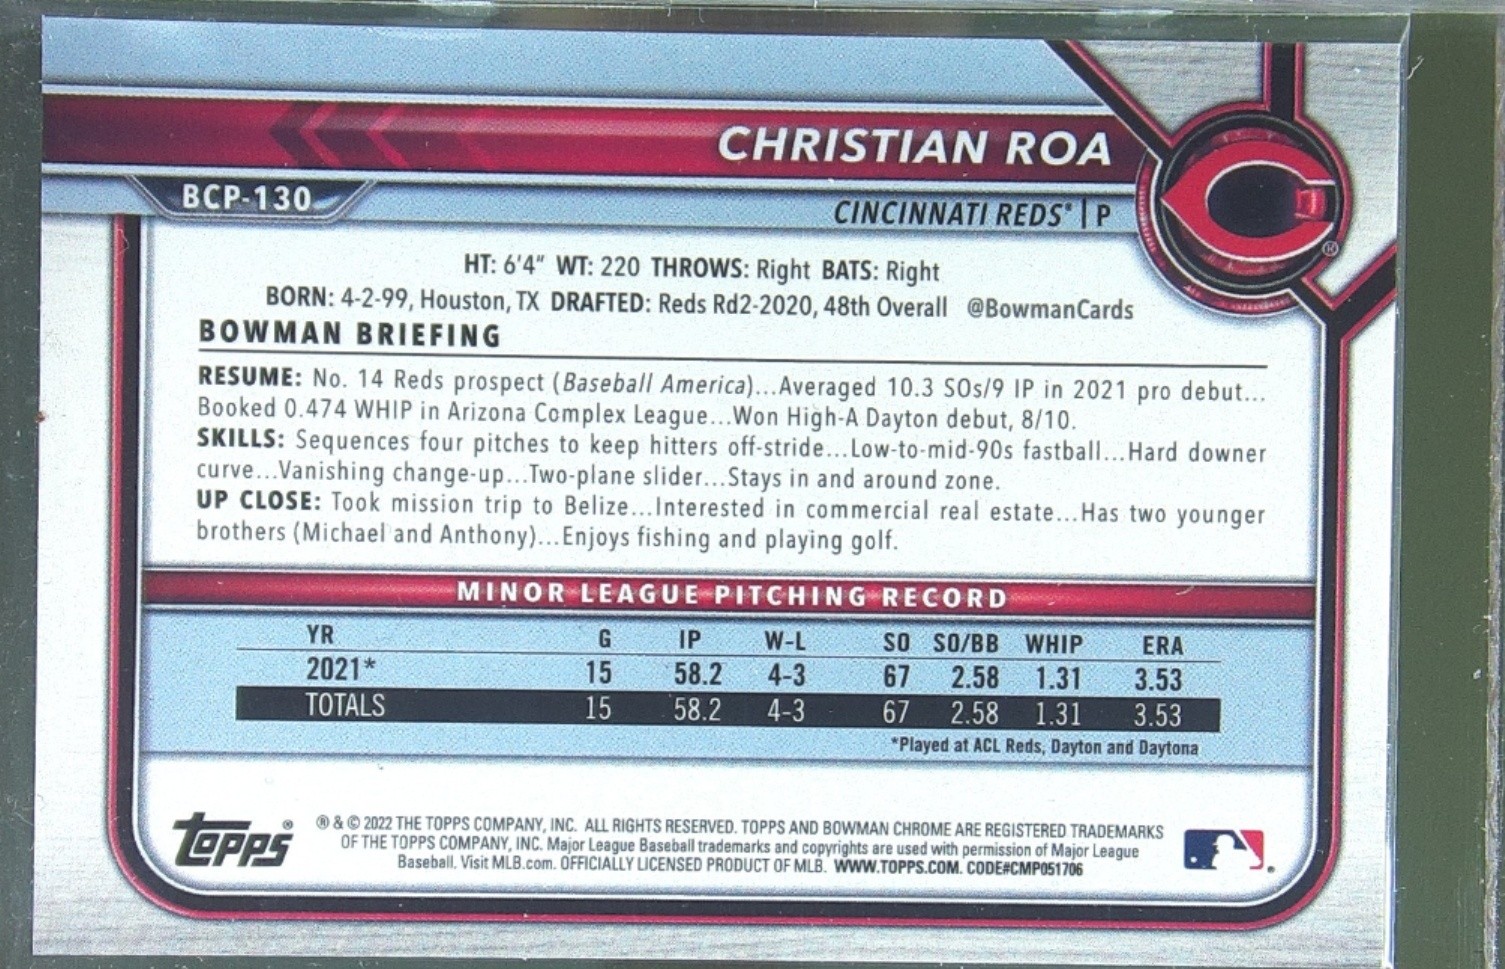 CHRISTIAN ROA
BCP-130
CINCINNATI REDS® | P
®
HT: 6'4" WT: 220 THROWS: Right BATS: Right
BORN: 4-2-99, Houston, TX DRAFTED: Reds Rd2-2020, 48th Overall @BowmanCards
BOWMAN BRIEFING
RESUME: No. 14 Reds prospect (Baseball America)...Averaged 10.3 SOs/9 IP in 2021 pro debut...
Booked 0.474 WHIP in Arizona Complex League...Won High-A Dayton debut, 8/10.
SKILLS: Sequences four pitches to keep hitters off-stride...Low-to-mid-90s fastball...Hard downer
curve...Vanishing change-up...Two-plane slider...Stays in and around zone.
UP CLOSE: Took mission trip to Belize...Interested in commercial real estate...Has two younger
brothers (Michael and Anthony)...Enjoys fishing and playing golf.
MINOR LEAGUE PITCHING RECORD
YR G IP W-L SO SO/BB WHIP ERA
2021* 15 58.2 4-3 67 2.58 1.31 3.53
TOTALS 15 58.2 4-3 67 2.58 1.31 3.53
*Played at ACL Reds, Dayton and Daytona
Topps®
® & © 2022 THE TOPPS COMPANY, INC. ALL RIGHTS RESERVED. TOPPS AND BOWMAN CHROME ARE REGISTERED TRADEMARKS
OF THE TOPPS COMPANY, INC. Major League Baseball trademarks and copyrights are used with permission of Major League
Baseball. Visit MLB.com. OFFICIALLY LICENSED PRODUCT OF MLB. WWW.TOPPS.COM. CODE#CMP051706